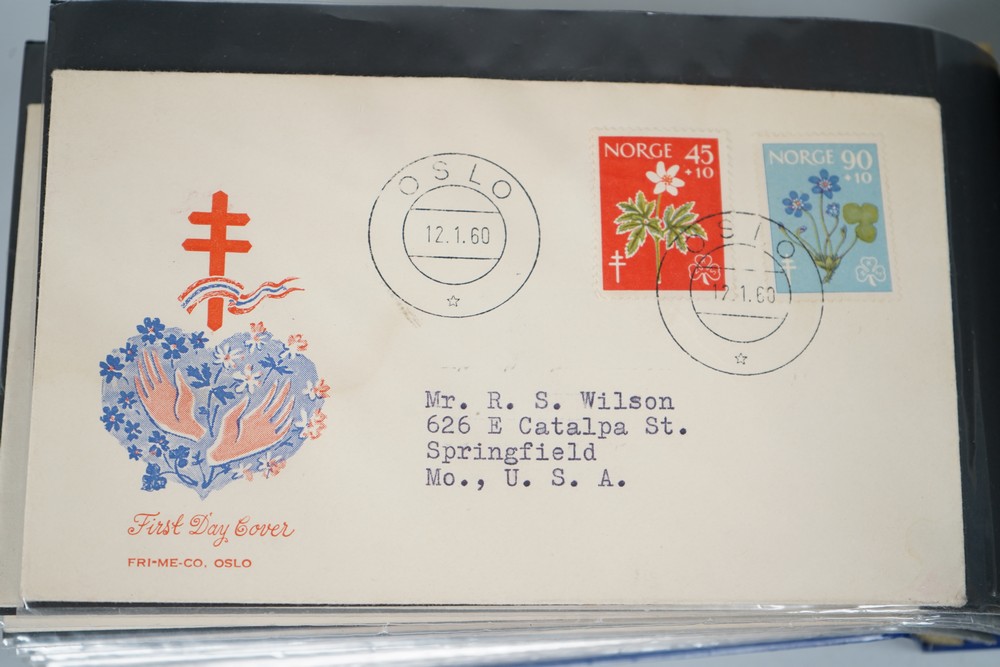 OSLO
12.1.60
NORGE 45
+10
NORGE 90
+10
OSLO
12.1.60
Mr. R. S. Wilson
626 E Catalpa St.
Springfield
Mo., U. S. A.
First Day Cover
FRI-ME-CO, OSLO